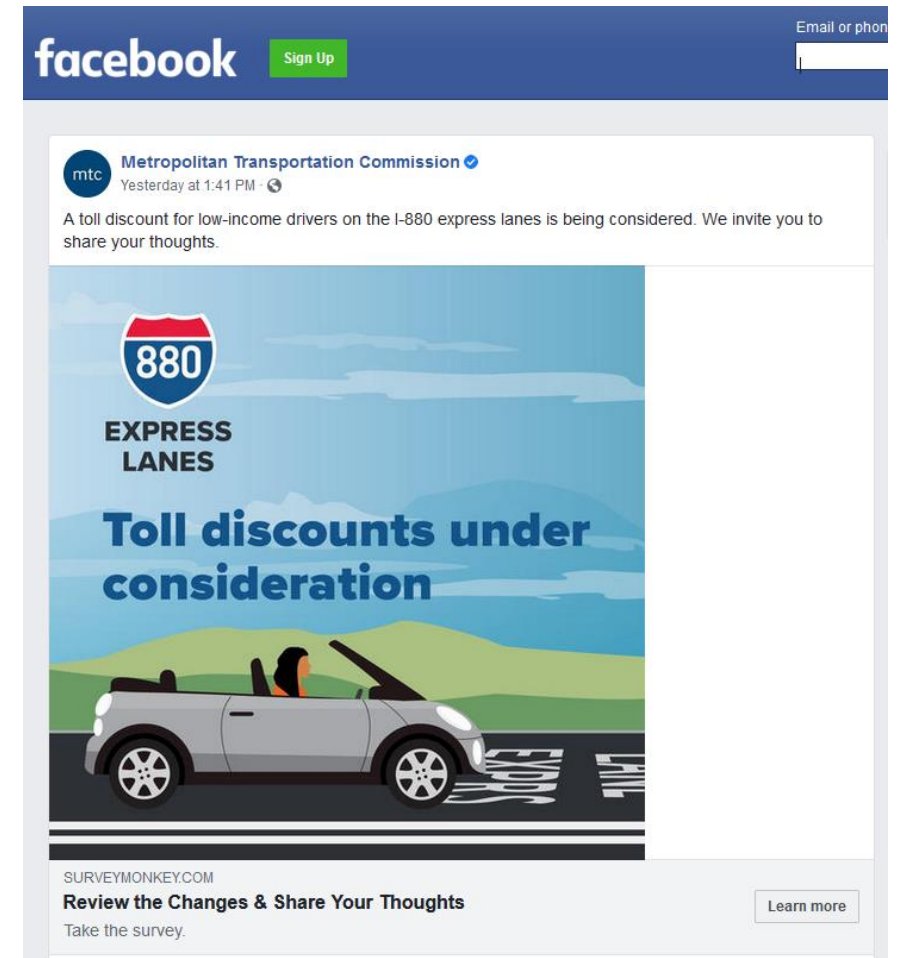 Email or phon
facebook
Sign Up
mtc
Metropolitan Transportation Commission
Yesterday at 1:41 PM ·
A toll discount for low-income drivers on the I-880 express lanes is being considered. We invite you to
share your thoughts.
880
EXPRESS
LANES
Toll discounts under
consideration
EXPRS
LANE
SURVEYMONKEY.COM
Review the Changes & Share Your Thoughts
Learn more
Take the survey.